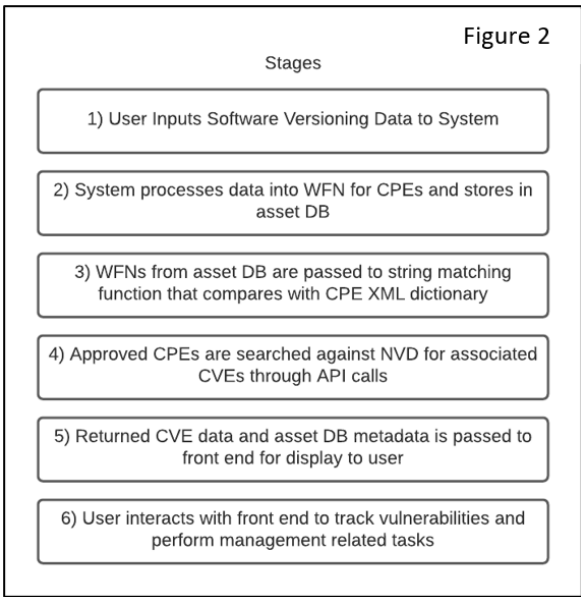 Figure 2
Stages
1) User Inputs Software Versioning Data to System
2) System processes data into WFN for CPEs and stores in
asset DB
3) WFNs from asset DB are passed to string matching
function that compares with CPE XML dictionary
4) Approved CPEs are searched against NVD for associated
CVEs through API calls
5) Returned CVE data and asset DB metadata is passed to
front end for display to user
6) User interacts with front end to track vulnerabilities and
perform management related tasks